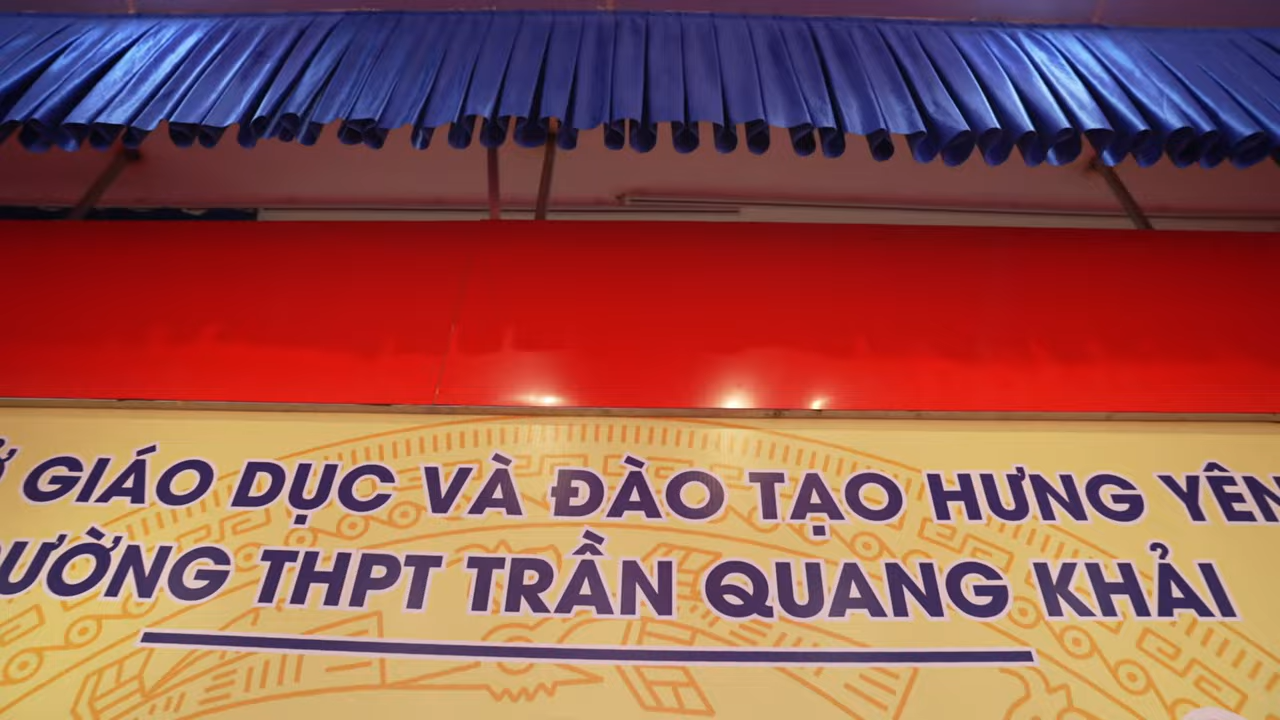 Ở GIÁO DỤC VÀ ĐÀO TẠO HƯNG YÊN
ƯỜNG THPT TRẦN QUANG KHẢI